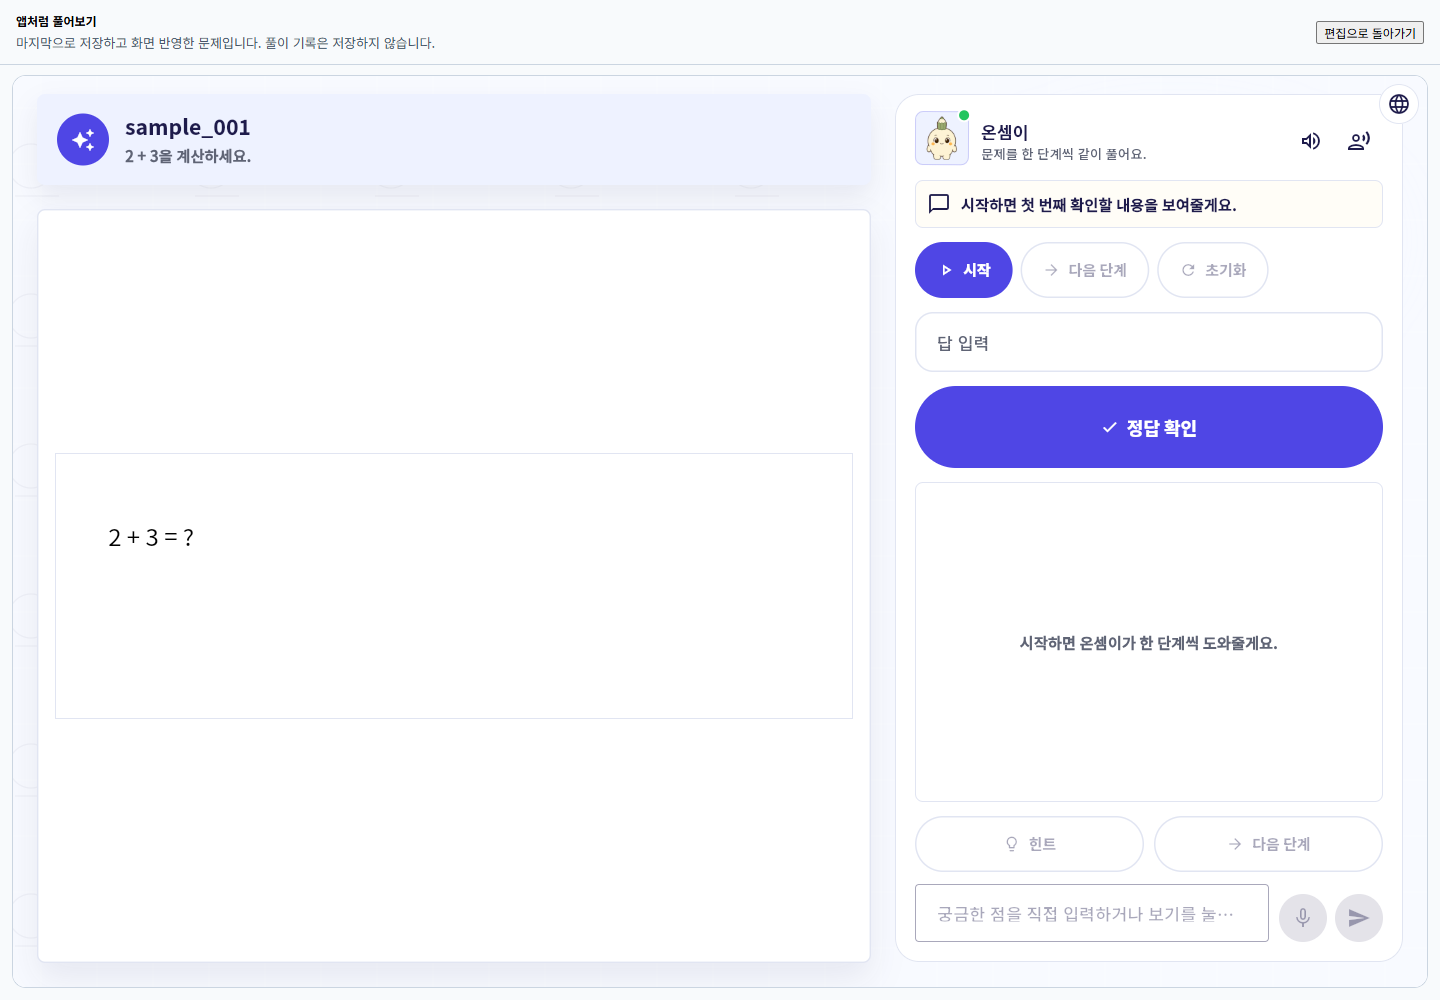 앱처럼 풀어보기
마지막으로 저장하고 화면 반영한 문제입니다. 풀이 기록은 저장하지 않습니다.
편집으로 돌아가기
sample_001
2 + 3을 계산하세요.
2 + 3 = ?
온셈이
문제를 한 단계씩 같이 풀어요.
시작하면 첫 번째 확인할 내용을 보여줄게요.
시작
다음 단계
초기화
답 입력
정답 확인
시작하면 온셈이가 한 단계씩 도와줄게요.
힌트
다음 단계
궁금한 점을 직접 입력하거나 보기를 눌…